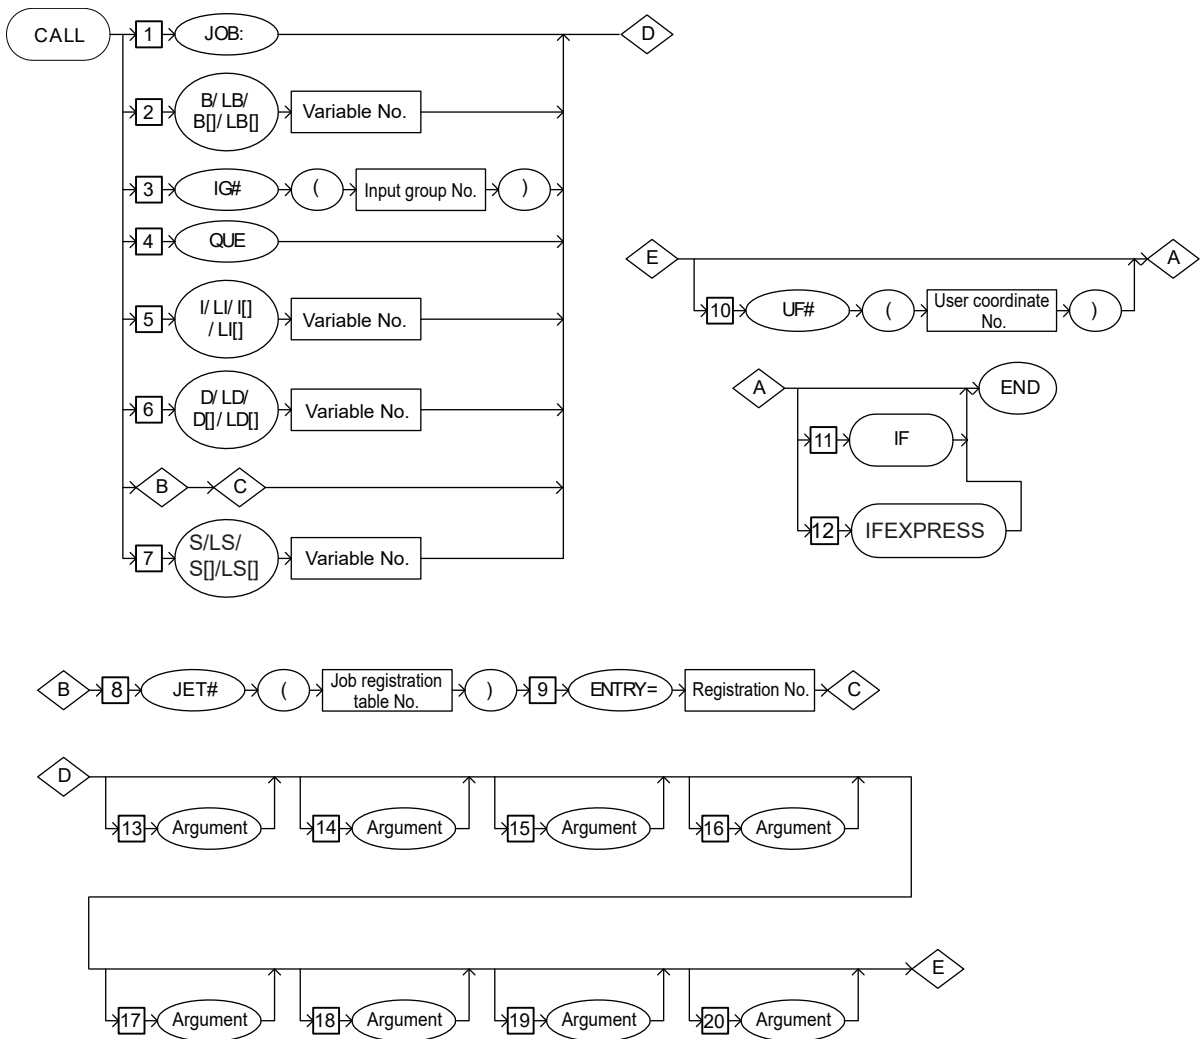 CALL
1
JOB:
D
2
B/ LB/
B[]/ LB[]
Variable No.
3
IG#
(
Input group No.
)
4
QUE
E
A
10
UF#
(
User coordinate
No.
)
5
I/ LI/ I[]
/ LI[]
Variable No.
6
D/ LD/
D[]/ LD[]
Variable No.
A
END
11
IF
12
IFEXPRESS
B
C
7
S/LS/
S[]/LS[]
Variable No.
B
8
JET#
(
Job registration
table No.
)
9
ENTRY=
Registration No.
C
D
13
Argument
14
Argument
15
Argument
16
Argument
E
17
Argument
18
Argument
19
Argument
20
Argument